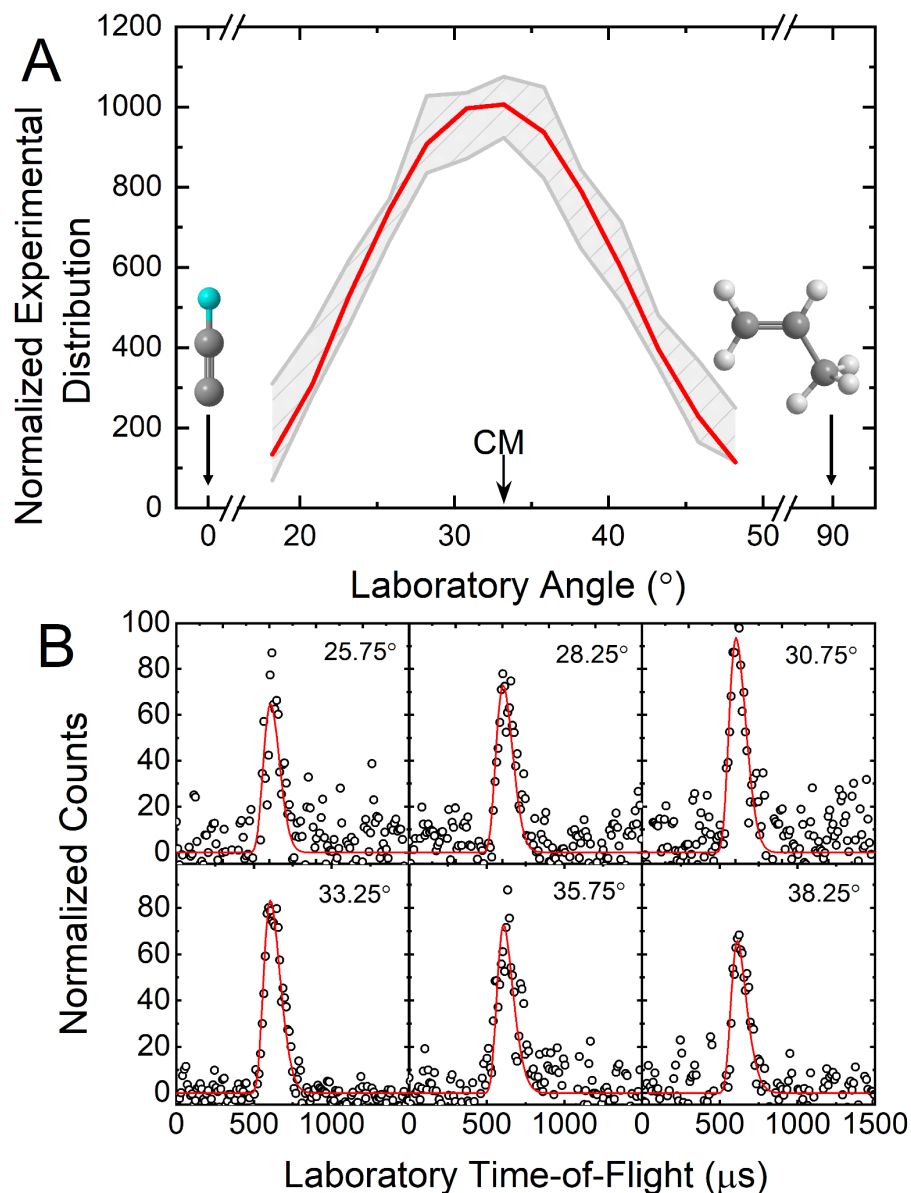 A
1200
1000
800
600
400
200
0
Normalized Experimental
Distribution
CM
0 20 30 40 50 90
Laboratory Angle (°)
B
100
80
60
40
20
0
80
60
40
20
0
Normalized Counts
25.75° 28.25° 30.75°
33.25° 35.75° 38.25°
0 500 1000 0 500 1000 0 500 1000 1500
Laboratory Time-of-Flight (μs)